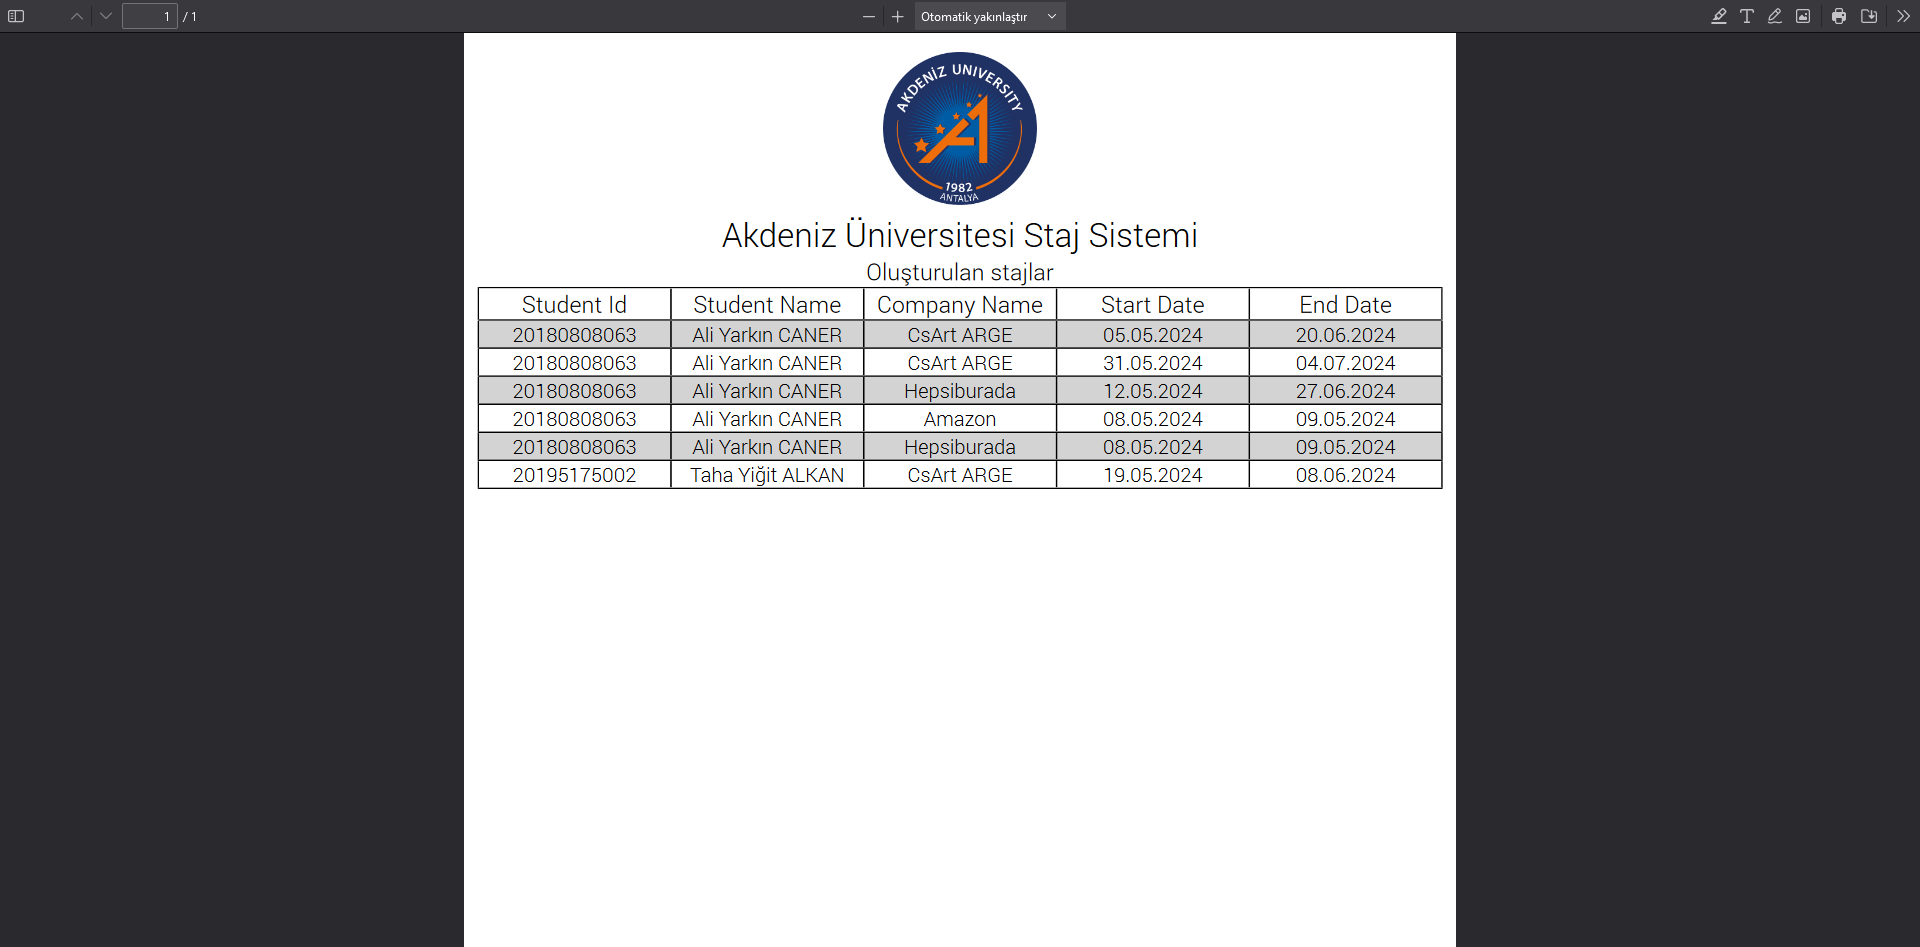 1 / 1 Otomatik yakınlaştır
AKDENİZ UNIVERSITY
1982
ANTALYA
Akdeniz Üniversitesi Staj Sistemi
Oluşturulan stajlar
Student Id Student Name Company Name Start Date End Date
20180808063 Ali Yarkın CANER CsArt ARGE 05.05.2024 20.06.2024
20180808063 Ali Yarkın CANER CsArt ARGE 31.05.2024 04.07.2024
20180808063 Ali Yarkın CANER Hepsiburada 12.05.2024 27.06.2024
20180808063 Ali Yarkın CANER Amazon 08.05.2024 09.05.2024
20180808063 Ali Yarkın CANER Hepsiburada 08.05.2024 09.05.2024
20195175002 Taha Yiğit ALKAN CsArt ARGE 19.05.2024 08.06.2024